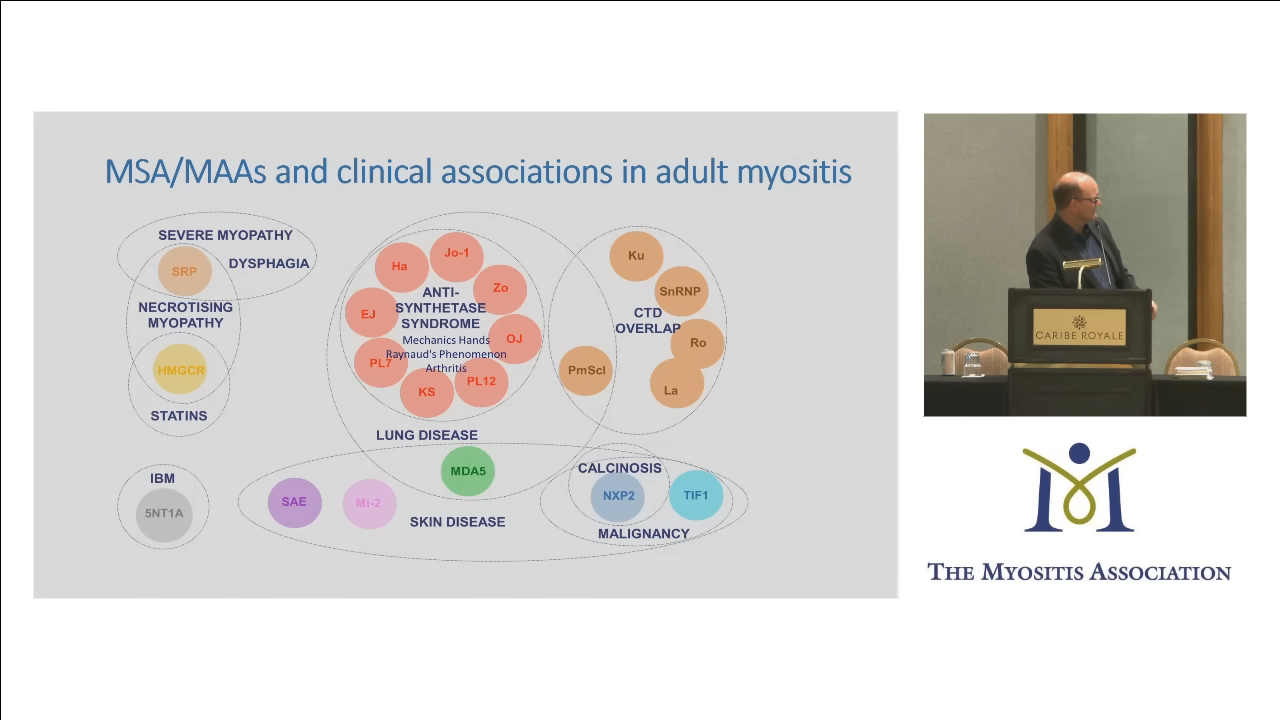 MSA/MAAs and clinical associations in adult myositis
SEVERE MYOPATHY
DYSPHAGIA
SRP
NECROTISING
MYOPATHY
HMGCR
STATINS
IBM
5NT1A
Jo-1
Ha
Zo
EJ
OJ
PL7
PL12
KS
ANTI-
SYNTHETASE
SYNDROME
Mechanics Hands
Raynaud's Phenomenon
Arthritis
LUNG DISEASE
MDA5
SAE
Mi-2
SKIN DISEASE
Ku
SnRNP
CTD
OVERLAP
Ro
PmScl
La
CALCINOSIS
NXP2
TIF1
MALIGNANCY
CARIBE ROYALE
THE MYOSITIS ASSOCIATION